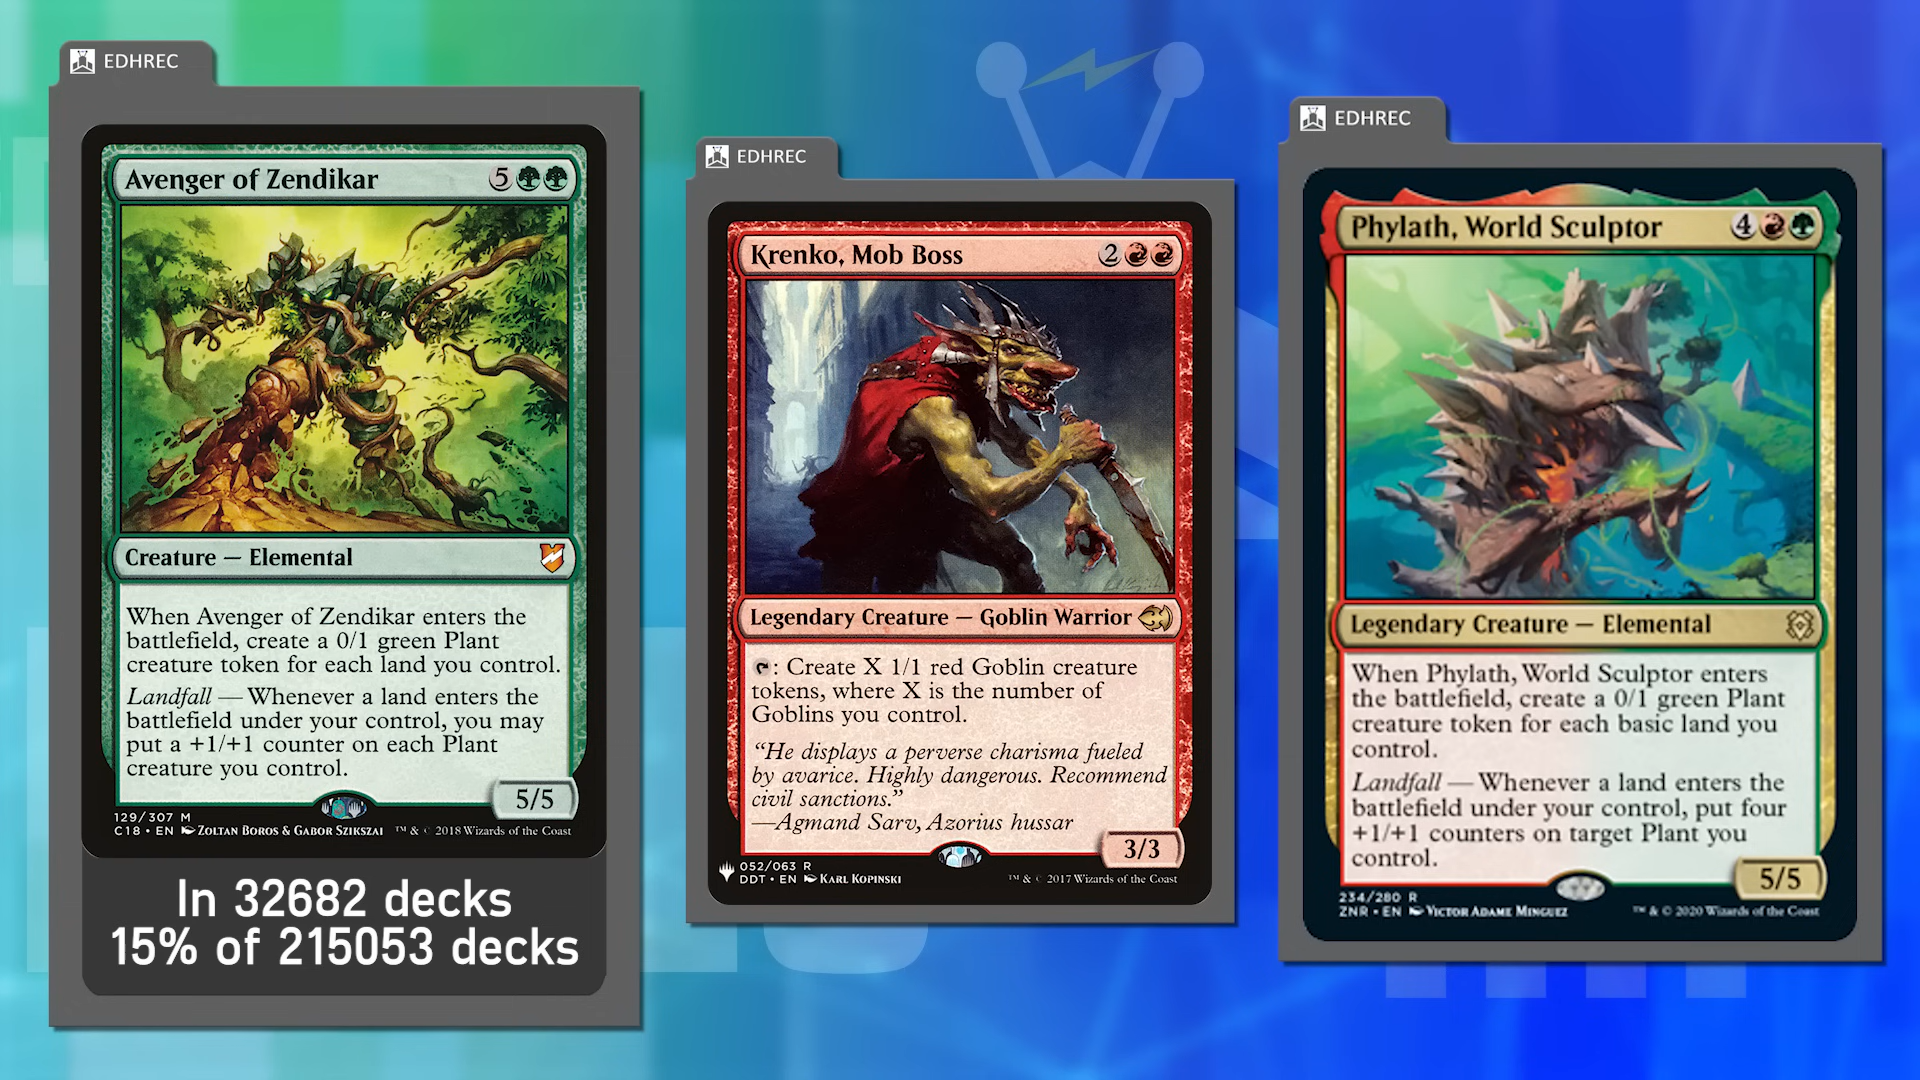 EDHREC
Avenger of Zendikar 5
Creature — Elemental
When Avenger of Zendikar enters the
battlefield, create a 0/1 green Plant
creature token for each land you control.
Landfall — Whenever a land enters the
battlefield under your control, you may
put a +1/+1 counter on each Plant
creature you control.
5/5
129/307 M
C18 • EN ZOLTAN BOROS & GABOR SZIKSZAI ™ & © 2018 Wizards of the Coast
In 32682 decks
15% of 215053 decks
EDHREC
Krenko, Mob Boss 2
Legendary Creature — Goblin Warrior
: Create X 1/1 red Goblin creature
tokens, where X is the number of
Goblins you control.
“He displays a perverse charisma fueled
by avarice. Highly dangerous. Recommend
civil sanctions.”
—Agmand Sarv, Azorius hussar
3/3
052/063 R
DDT • EN KARL KOPINSKI ™ & © 2017 Wizards of the Coast
EDHREC
Phylath, World Sculptor 4
Legendary Creature — Elemental
When Phylath, World Sculptor enters
the battlefield, create a 0/1 green Plant
creature token for each basic land you
control.
Landfall — Whenever a land enters the
battlefield under your control, put four
+1/+1 counters on target Plant you
control.
5/5
234/280 R
ZNR • EN VICTOR ADAME MINGUEZ ™ & © 2020 Wizards of the Coast